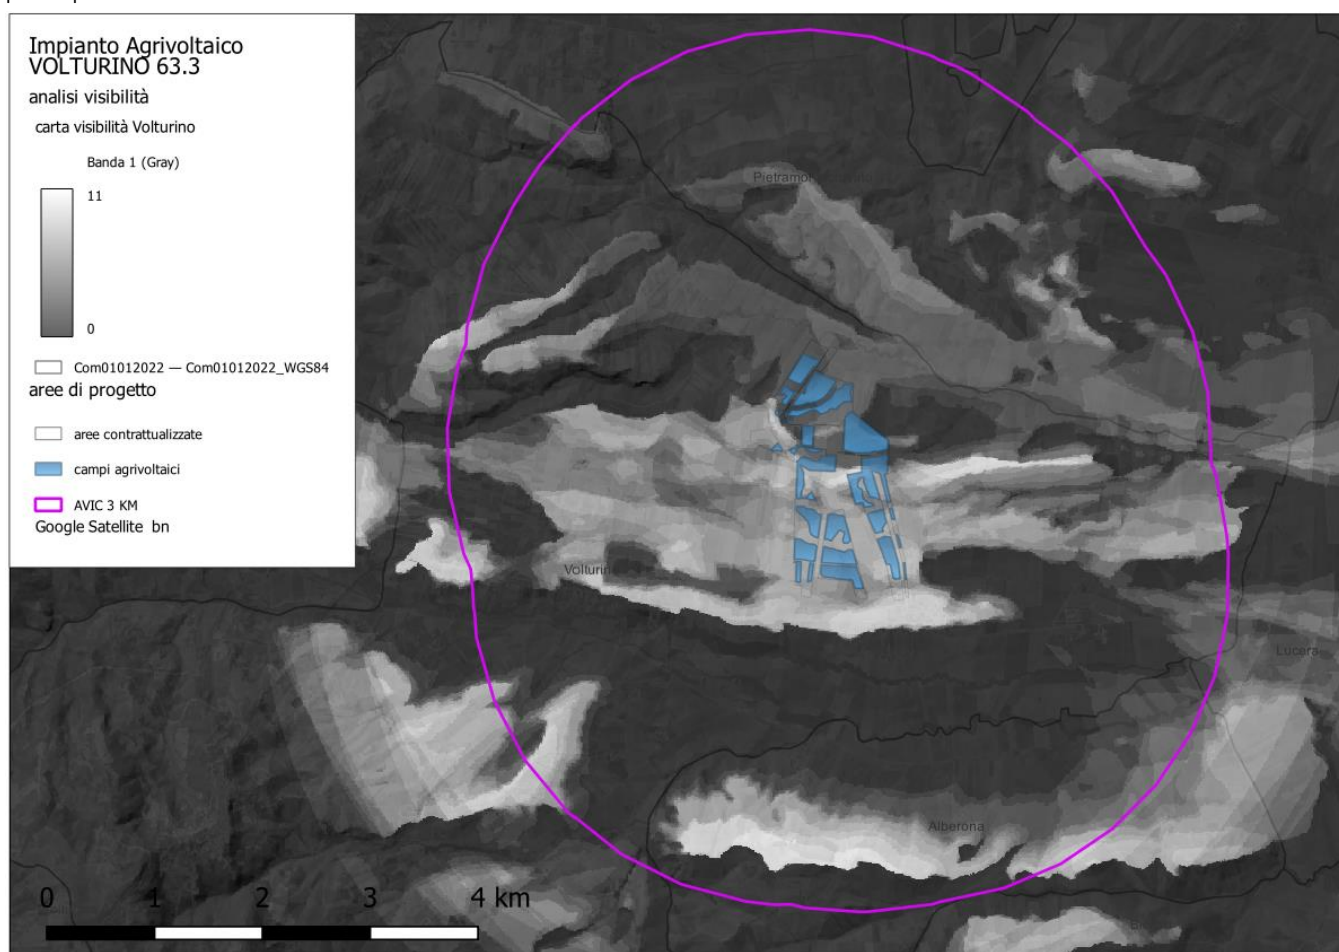 Impianto Agrivoltaico
VOLTURINO 63.3
analisi visibilità
carta visibilità Volturino
Banda 1 (Gray)
11
0
Com01012022 — Com01012022_WGS84
aree di progetto
aree contrattualizzate
campi agrivoltaici
AVIC 3 KM
Google Satellite bn
Volturino
Lucera
Alberona
0 1 2 3 4 km